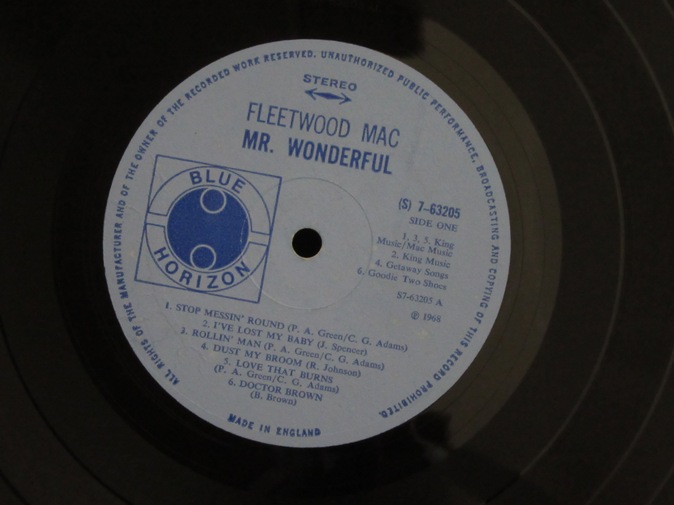 ALL RIGHTS OF THE MANUFACTURER AND OF THE OWNER OF THE RECORDED WORK RESERVED. UNAUTHORIZED PUBLIC PERFORMANCE, BROADCASTING AND COPYING OF THIS RECORD PROHIBITED.
STEREO
FLEETWOOD MAC
MR. WONDERFUL
BLUE
HORIZON
(S) 7-63205
SIDE ONE
1, 3, 5, King
Music/Mac Music
2. King Music
4. Getaway Songs
6. Goodie Two Shoes
S7-63205 A
℗ 1968
1. STOP MESSIN' ROUND (P. A. Green/C. G. Adams)
2. I'VE LOST MY BABY (J. Spencer)
3. ROLLIN' MAN (P. A. Green/C. G. Adams)
4. DUST MY BROOM (R. Johnson)
5. LOVE THAT BURNS
(P. A. Green/C. G. Adams)
6. DOCTOR BROWN
(B. Brown)
MADE IN ENGLAND